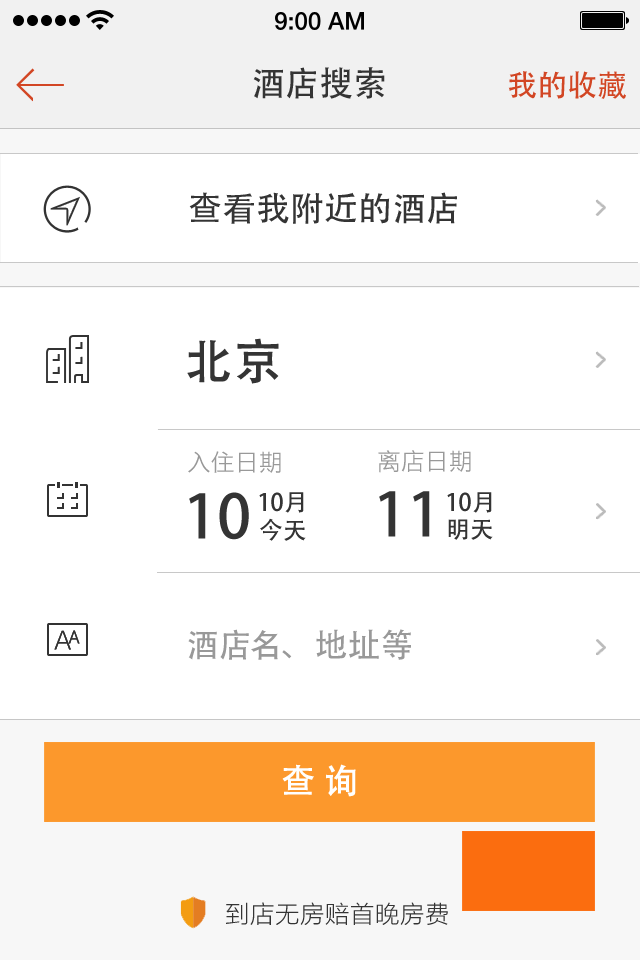 9:00 AM
酒店搜索
我的收藏
查看我附近的酒店
北京
入住日期
离店日期
10
10月
今天
11
10月
明天
AA
酒店名、地址等
查询
到店无房赔首晚房费